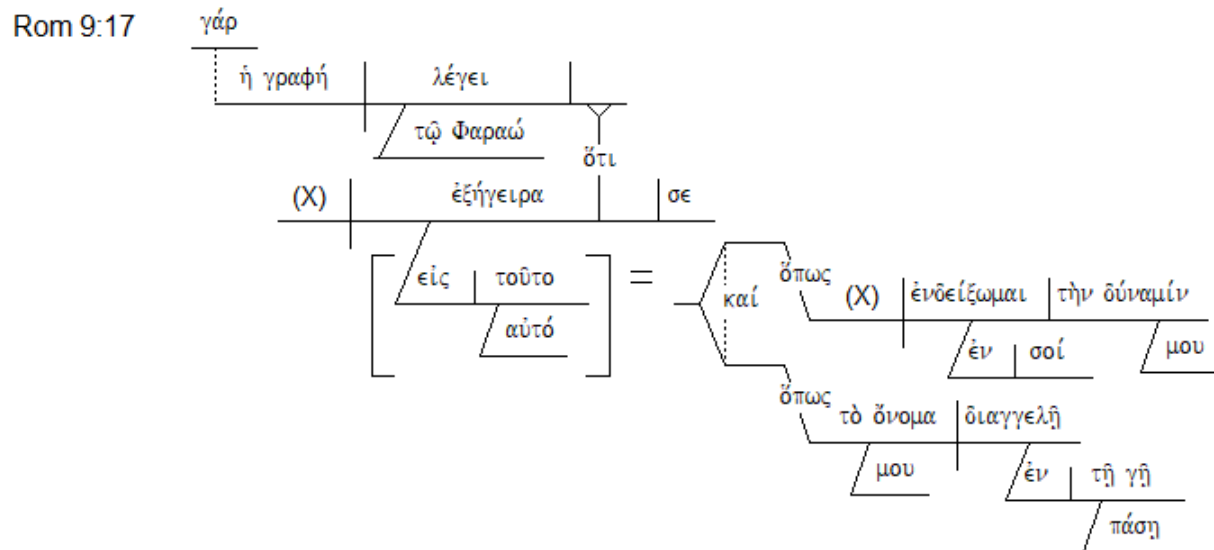 Rom 9:17
γάρ
ἡ γραφή λέγει
τῷ Φαραώ
ὅτι
(X) ἐξήγειρα σε
εἰς τοῦτο =
αὐτό
καί
ὅπως
(X) ἐνδείξωμαι τὴν δύναμίν
ἐν σοί μου
ὅπως
τὸ ὄνομα διαγγελῇ
μου ἐν τῇ γῇ
πάσῃ